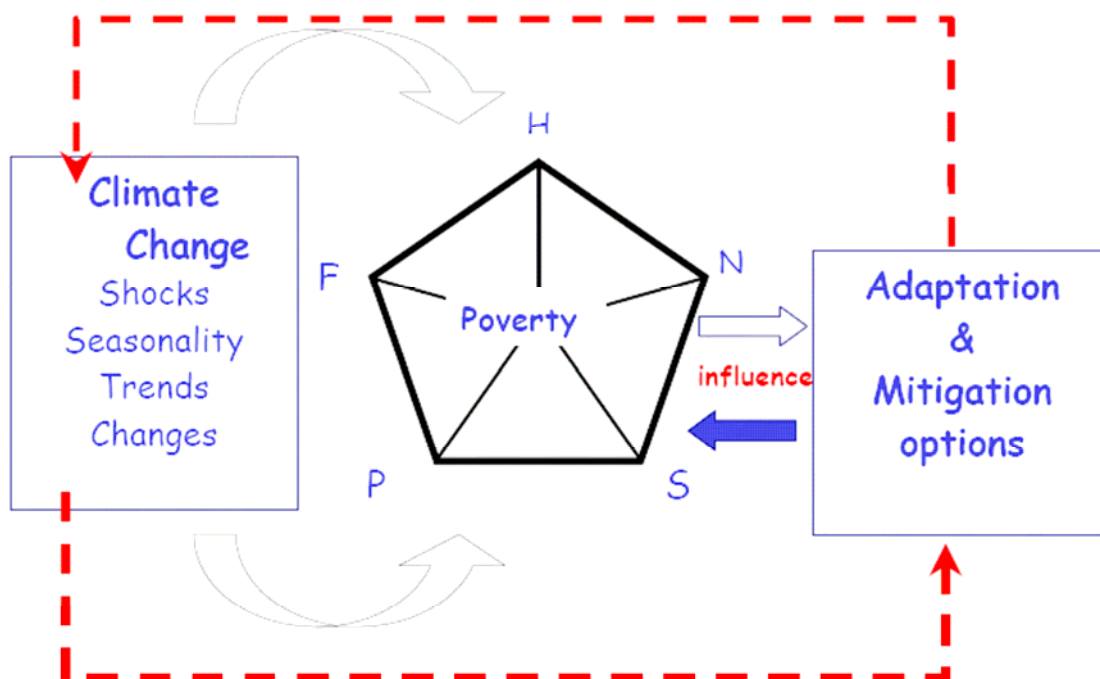 Climate
Change
Shocks
Seasonality
Trends
Changes
H
F
N
Poverty
P
S
influence
Adaptation
&
Mitigation
options